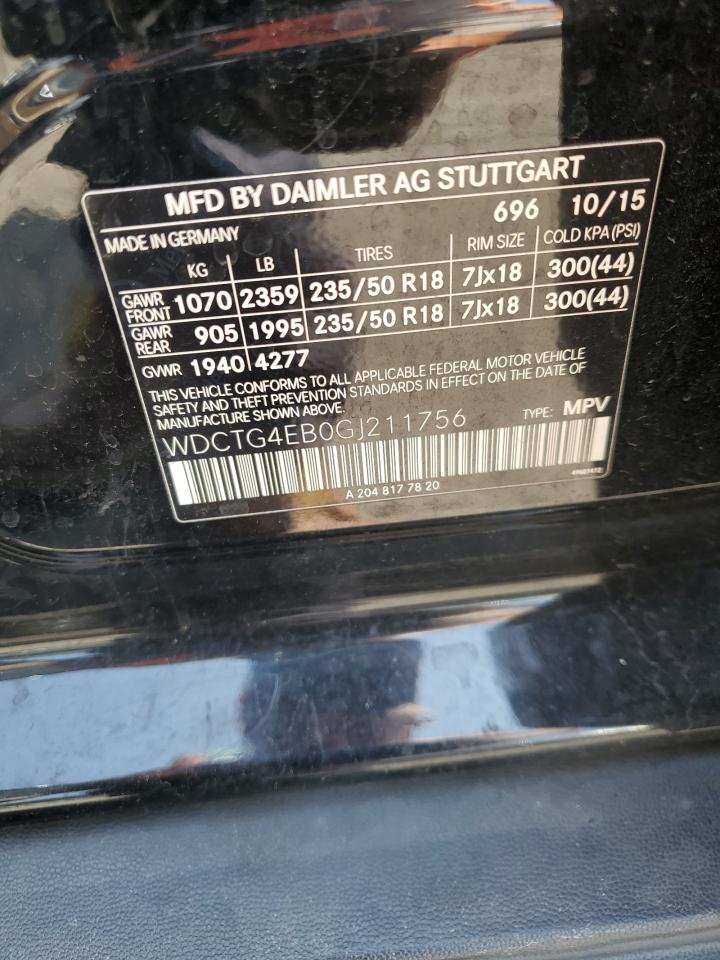 MFD BY DAIMLER AG STUTTGART
696 10/15
MADE IN GERMANY
KG LB TIRES RIM SIZE COLD KPA (PSI)
GAWR FRONT 1070 2359 235/50 R18 7Jx18 300(44)
GAWR REAR 905 1995 235/50 R18 7Jx18 300(44)
GVWR 1940 4277
THIS VEHICLE CONFORMS TO ALL APPLICABLE FEDERAL MOTOR VEHICLE
SAFETY AND THEFT PREVENTION STANDARDS IN EFFECT ON THE DATE OF
MANUFACTURE SHOWN ABOVE
WDCTG4EB0GJ211756 TYPE: MPV
A 204 817 78 20